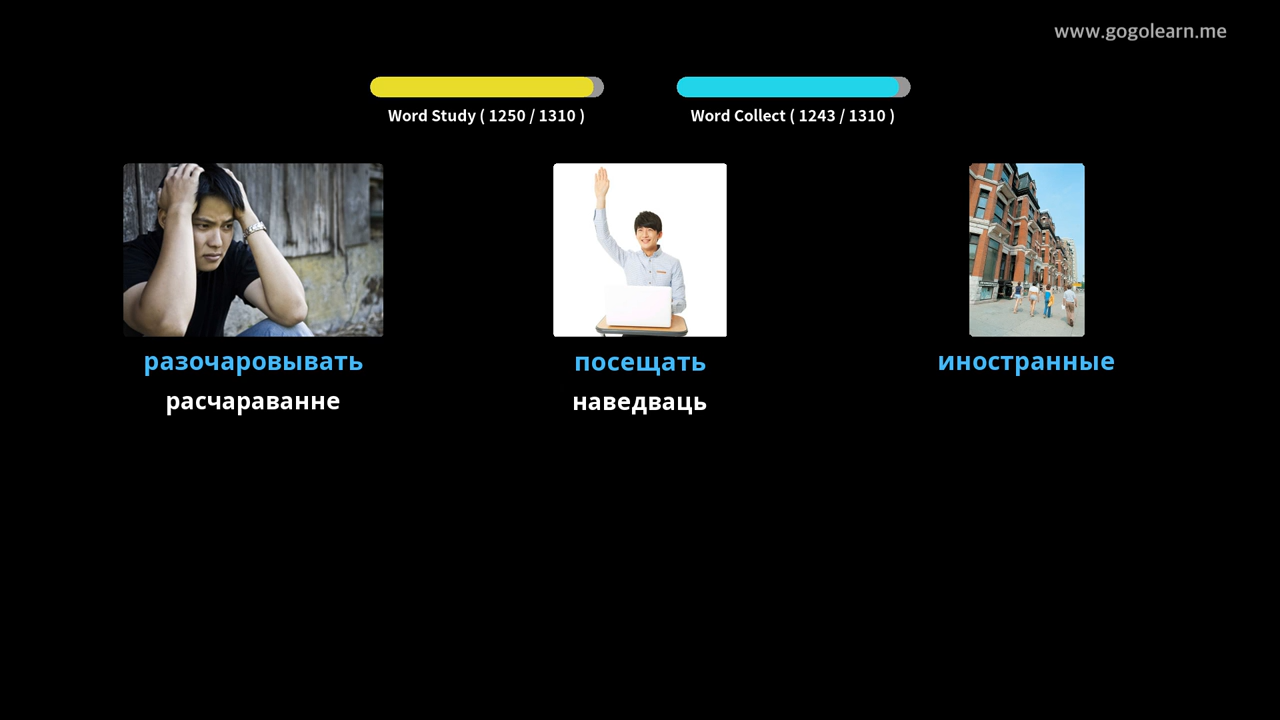 www.gogolearn.me
Word Study ( 1250 / 1310 )
Word Collect ( 1243 / 1310 )
разочаровывать
посещать
иностранные
расчараванне
наведваць